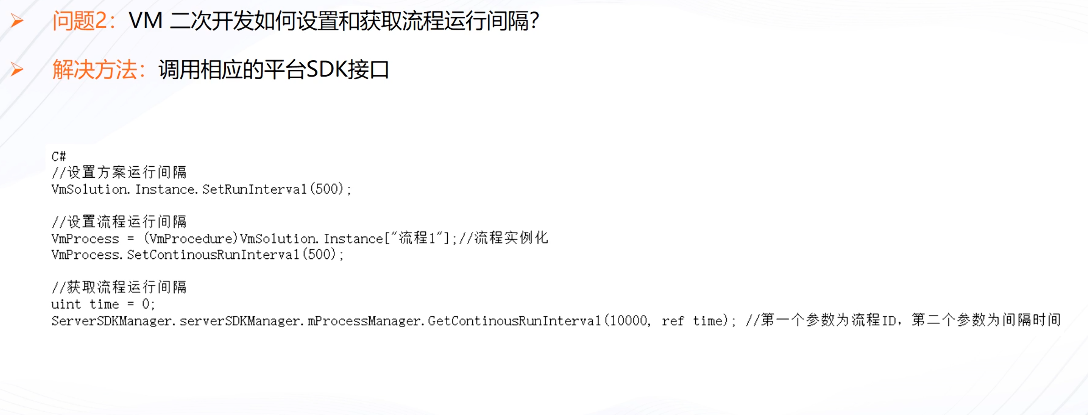 问题2：VM 二次开发如何设置和获取流程运行间隔？
解决方法：调用相应的平台SDK接口
C#
//设置方案运行间隔
VmSolution.Instance.SetRunInterval(500);
//设置流程运行间隔
VmProcess = (VmProcedure)VmSolution.Instance["流程1"];//流程实例化
VmProcess.SetContinousRunInterval(500);
//获取流程运行间隔
uint time = 0;
ServerSDKManager.serverSDKManager.mProcessManager.GetContinousRunInterval(10000, ref time); //第一个参数为流程ID，第二个参数为间隔时间